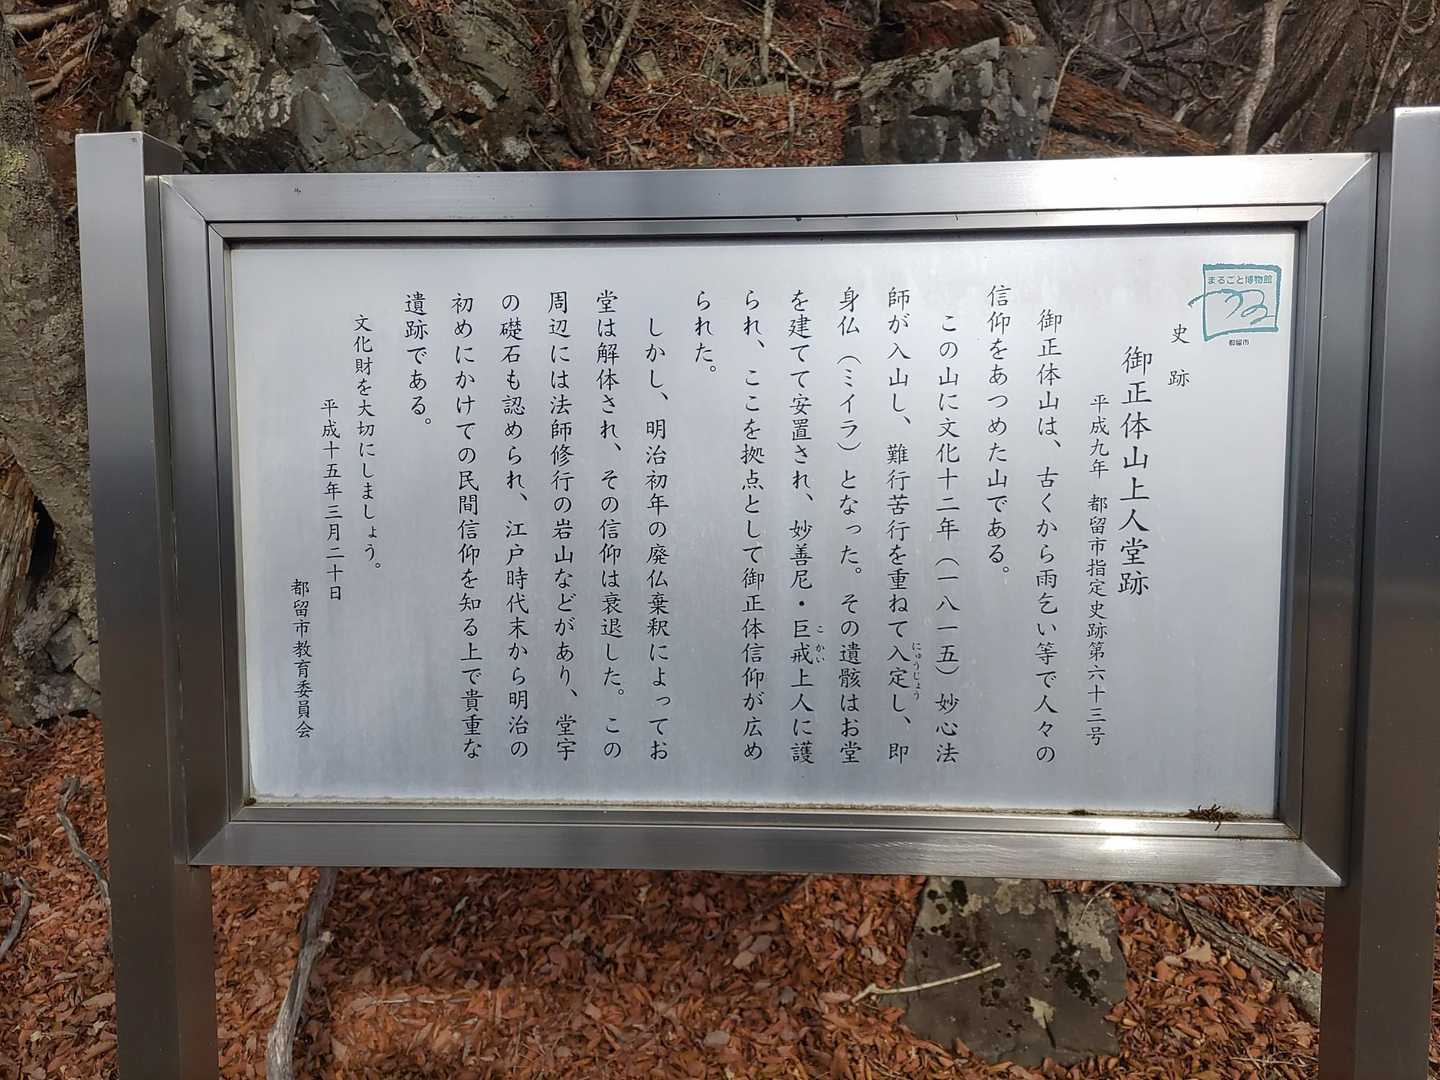 まるごと博物館
つる
都留市
史跡
御正体山上人堂跡
平成九年 都留市指定史跡第六十三号
御正体山は、古くから雨乞い等で人々の
信仰をあつめた山である。
この山に文化十二年（一八一五）妙心法
師が入山し、難行苦行を重ねて入定し、即
にゅうじょう
身仏（ミイラ）となった。その遺骸はお堂
を建てて安置され、妙善尼・巨戒上人に護
こかい
られ、ここを拠点として御正体信仰が広め
られた。
しかし、明治初年の廃仏棄釈によってお
堂は解体され、その信仰は衰退した。この
周辺には法師修行の岩山などがあり、堂宇
の礎石も認められ、江戸時代末から明治の
初めにかけての民間信仰を知る上で貴重な
遺跡である。
文化財を大切にしましょう。
平成十五年三月二十日
都留市教育委員会